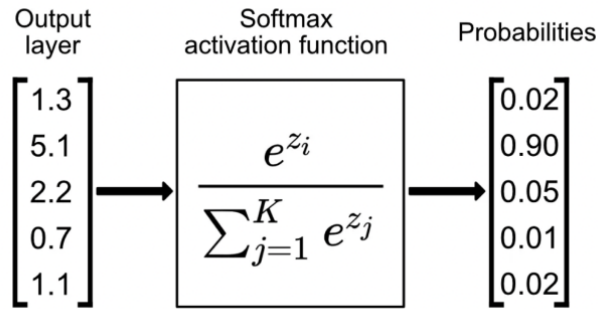 Output
layer
Softmax
activation function
Probabilities
1.3
5.1
2.2
0.7
1.1
e^{z_i}
∑_{j=1}^{K} e^{z_j}
0.02
0.90
0.05
0.01
0.02